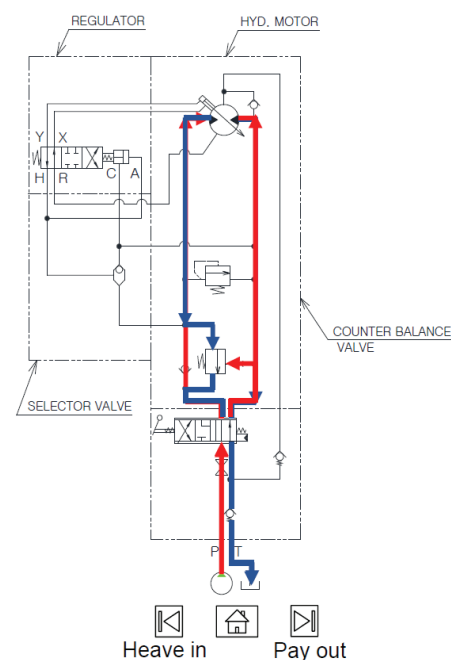 REGULATOR
HYD, MOTOR
Y X
H R C A
COUNTER BALANCE
VALVE
SELECTOR VALVE
P T
Heave in
Pay out